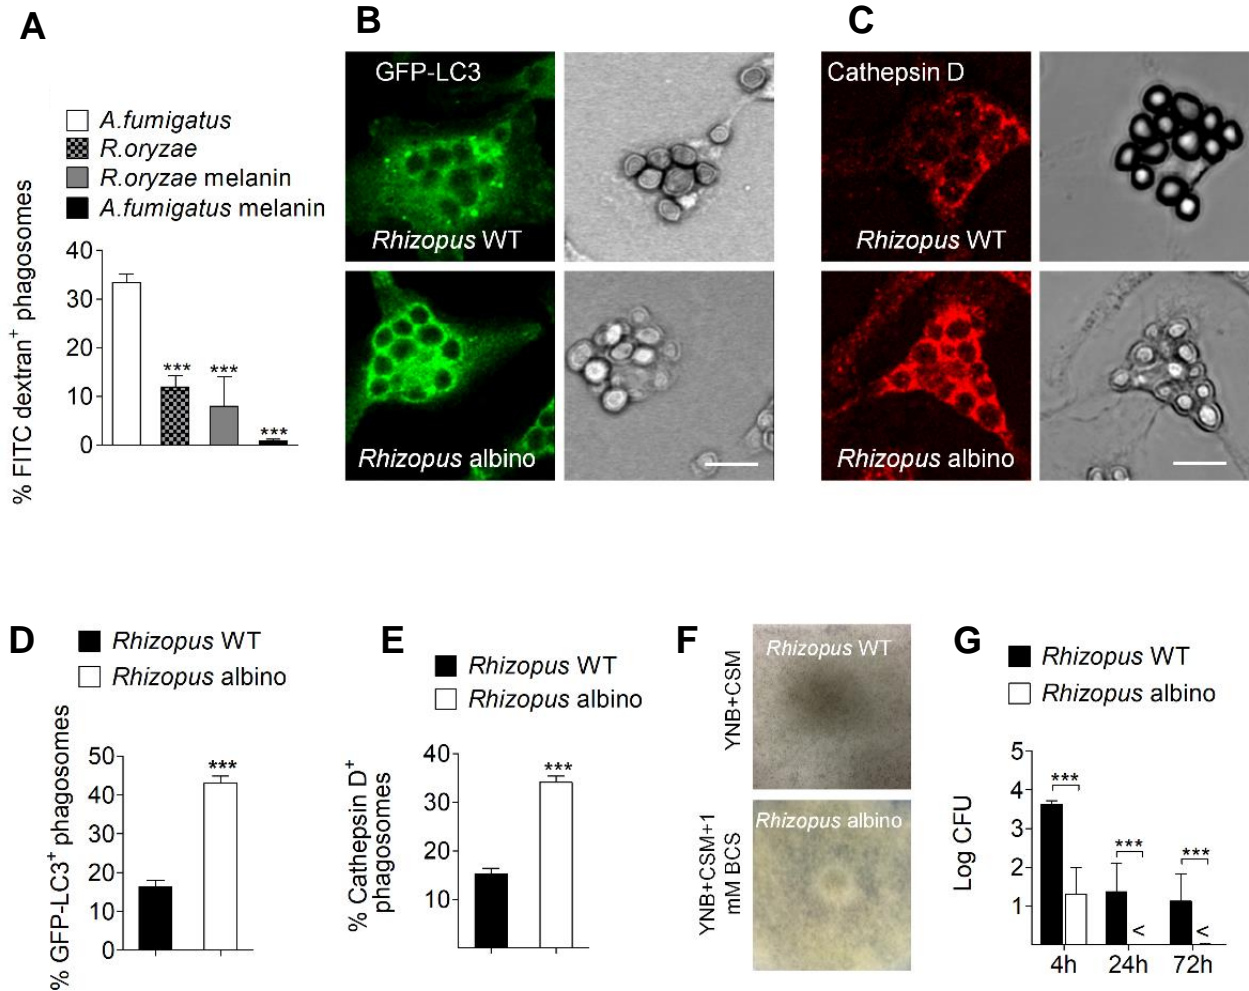 A
A.fumigatus
R.oryzae
R.oryzae melanin
A.fumigatus melanin
% FITC dextran+ phagosomes
40
30
20
10
0
***
***
***
B
GFP-LC3
Rhizopus WT
Rhizopus albino
C
Cathepsin D
Rhizopus WT
Rhizopus albino
D
Rhizopus WT
Rhizopus albino
% GFP-LC3+ phagosomes
50
40
30
20
10
0
***
E
Rhizopus WT
Rhizopus albino
% Cathepsin D+
phagosomes
40
30
20
10
***
F
YNB+CSM
Rhizopus WT
YNB+CSM+1
mM BCS
Rhizopus albino
G
Rhizopus WT
Rhizopus albino
Log CFU
5
4
3
2
1
***
***
***
<
<
4h
24h
72h